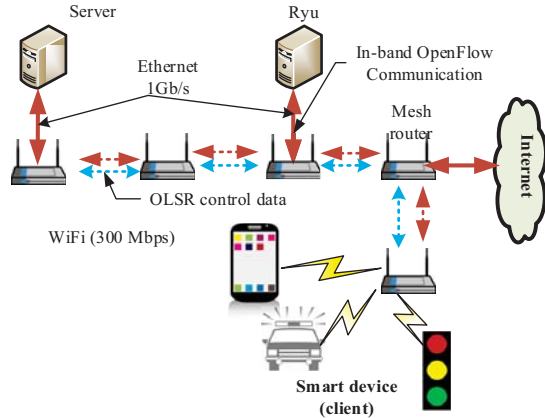 Server
Ryu
Ethernet
1Gb/s
In-band OpenFlow
Communication
Mesh
router
Internet
OLSR control data
WiFi (300 Mbps)
Smart device
(client)